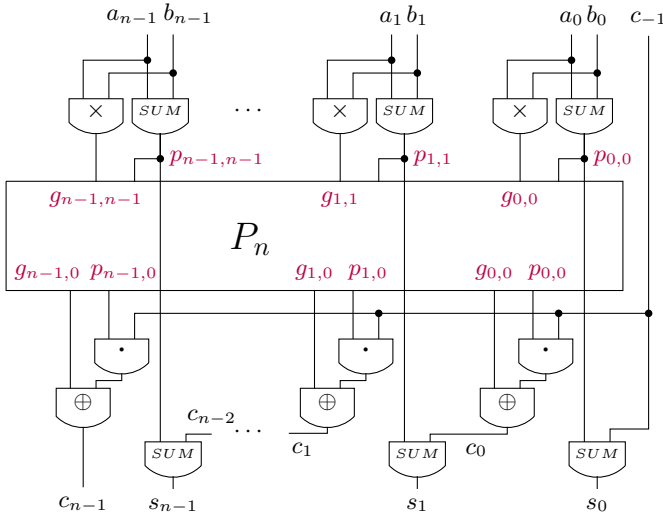 a_{n-1} b_{n-1} a_1 b_1 a_0 b_0 c_{-1}
× SUM ... × SUM × SUM
p_{n-1,n-1} p_{1,1} p_{0,0}
g_{n-1,n-1} g_{1,1} g_{0,0}
P_n
g_{n-1,0} p_{n-1,0} g_{1,0} p_{1,0} g_{0,0} p_{0,0}
· · ·
⊕ ⊕ ⊕
c_{n-2} ... c_1 c_0
SUM SUM SUM
c_{n-1} s_{n-1} s_1 s_0